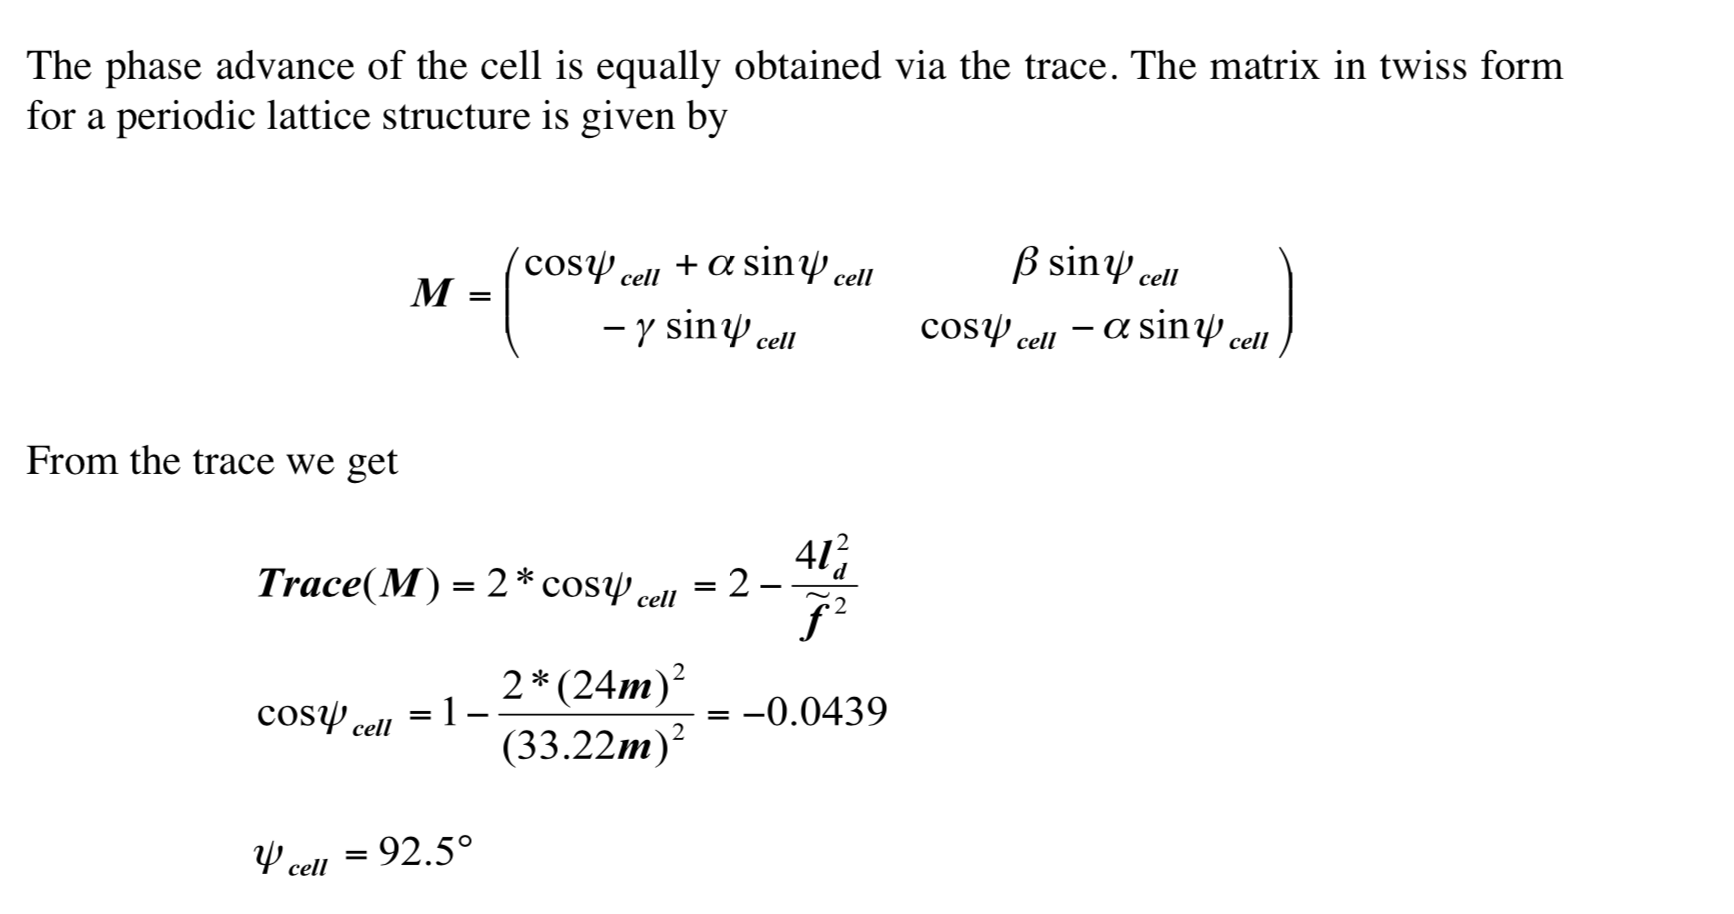 The phase advance of the cell is equally obtained via the trace. The matrix in twiss form
for a periodic lattice structure is given by
M = ( cosψ_cell + α sinψ_cell    β sinψ_cell
− γ sinψ_cell    cosψ_cell − α sinψ_cell )
From the trace we get
Trace(M) = 2 * cosψ_cell = 2 − 4l_d^2 / f̃^2
cosψ_cell = 1 − 2 * (24m)^2 / (33.22m)^2 = −0.0439
ψ_cell = 92.5°